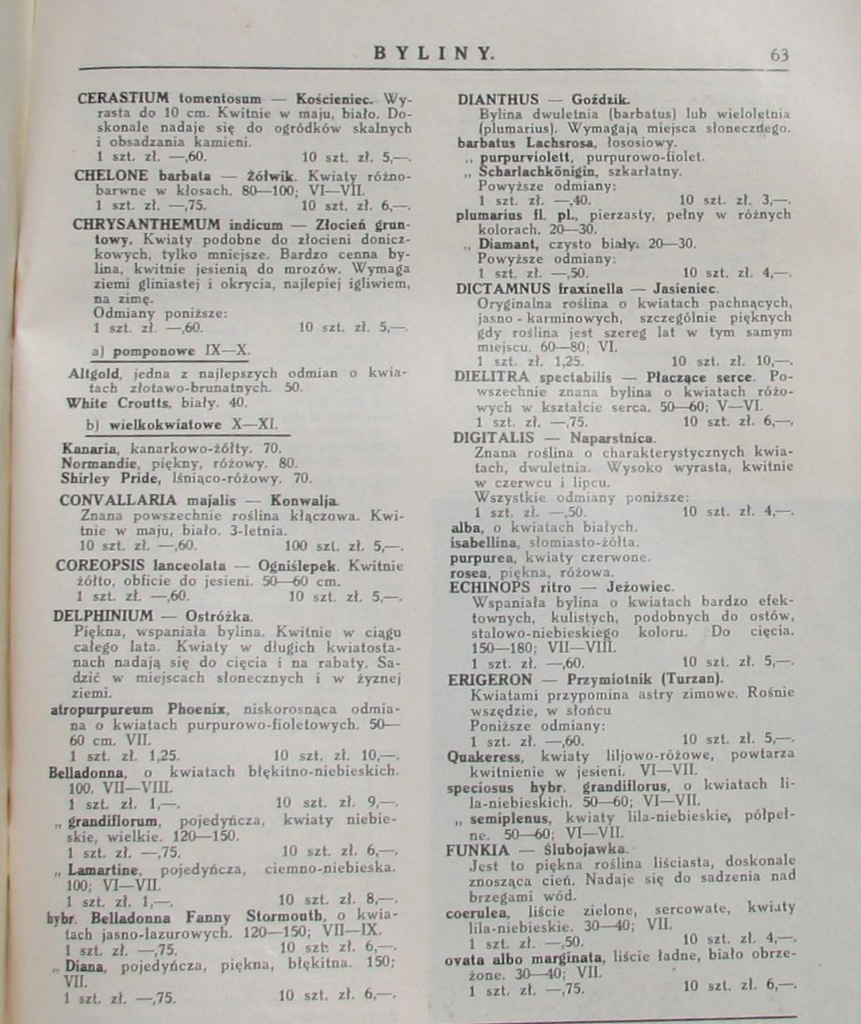 BYLINY.
63
CERASTIUM tomentosum — Kościeniec. Wy-
rasta do 10 cm. Kwitnie w maju, biało. Do-
skonale nadaje się do ogródków skalnych
i obsadzania kamieni.
1 szt. zł. —,60. 10 szt. zł. 5,—.
CHELONE barbata — Żółwik. Kwiaty różno-
barwne w kłosach. 80—100; VI—VII.
1 szt. zł. —,75. 10 szt. zł. 6,—.
CHRYSANTHEMUM indicum — Złocień grun-
towy. Kwiaty podobne do złocieni donicz-
kowych, tylko mniejsze. Bardzo cenna by-
lina, kwitnie jesienią do mrozów. Wymaga
ziemi gliniastej i okrycia, najlepiej igliwiem,
na zimę.
Odmiany poniższe:
1 szt. zł. —,60. 10 szt. zł. 5,—.
a) pomponowe IX—X.
Altgold, jedna z najlepszych odmian o kwia-
tach złotawo-brunatnych. 50.
White Croutts, biały. 40.
b) wielkokwiatowe X—XI.
Kanaria, kanarkowo-żółty. 70.
Normandie, piękny, różowy. 80.
Shirley Pride, lśniąco-różowy. 70.
CONVALLARIA majalis — Konwalja.
Znana powszechnie roślina kłączowa. Kwi-
tnie w maju, biało. 3-letnia.
10 szt. zł. —,60. 100 szt. zł. 5,—.
COREOPSIS lanceolata — Ogniślepek. Kwitnie
żółto, obficie do jesieni. 50—60 cm.
1 szt. zł. —,60. 10 szt. zł. 5,—.
DELPHINIUM — Ostróżka.
Piękna, wspaniała bylina. Kwitnie w ciągu
całego lata. Kwiaty w długich kwiatosta-
nach nadają się do cięcia i na rabaty. Sa-
dzić w miejscach słonecznych i w żyznej
ziemi.
atropurpureum Phoenix, niskorosnąca odmia-
na o kwiatach purpurowo-fioletowych. 50—
60 cm. VII.
1 szt. zł. 1,25. 10 szt. zł. 10,—.
Belladonna, o kwiatach błękitno-niebieskich.
100. VII—VIII.
1 szt. zł. 1,—. 10 szt. zł. 9,—.
„ grandiflorum, pojedyńcza, kwiaty niebie-
skie, wielkie. 120—150.
1 szt. zł. —,75. 10 szt. zł. 6,—.
„ Lamartine, pojedyńcza, ciemno-niebieska.
100; VI—VII.
1 szt. zł. 1,—. 10 szt. zł. 8,—.
hybr. Belladonna Fanny Stormouth, o kwia-
tach jasno-lazurowych. 120—150; VII—IX.
1 szt. zł. —,75. 10 szt. zł. 6,—.
„ Diana, pojedyńcza, piękna, błękitna. 150;
VII.
1 szt. zł. —,75. 10 szt. zł. 6,—.
DIANTHUS — Goździk.
Bylina dwuletnia (barbatus) lub wieloletnia
(plumarius). Wymagają miejsca słonecznego.
barbatus Lachsrosa, łososiowy.
„ purpurviolett, purpurowo-fiolet.
„ Scharlachkönigin, szkarłatny.
Powyższe odmiany:
1 szt. zł. —,40. 10 szt. zł. 3,—.
plumarius fl. pl., pierzasty, pełny w różnych
kolorach. 20—30.
„ Diamant, czysto biały. 20—30.
Powyższe odmiany:
1 szt. zł. —,50. 10 szt. zł. 4,—.
DICTAMNUS fraxinella — Jasieniec.
Oryginalna roślina o kwiatach pachnących,
jasno-karminowych, szczególnie pięknych
gdy roślina jest szereg lat w tym samym
miejscu. 60—80; VI.
1 szt. zł. 1,25. 10 szt. zł. 10,—.
DIELITRA spectabilis — Płaczące serce. Po-
wszechnie znana bylina o kwiatach różo-
wych w kształcie serca. 50—60; V—VI.
1 szt. zł. —,75. 10 szt. zł. 6,—.
DIGITALIS — Naparstnica.
Znana roślina o charakterystycznych kwia-
tach, dwuletnia. Wysoko wyrasta, kwitnie
w czerwcu i lipcu.
Wszystkie odmiany poniższe:
1 szt. zł. —,50. 10 szt. zł. 4,—.
alba, o kwiatach białych.
isabellina, słomiasto-żółta.
purpurea, kwiaty czerwone.
rosea, piękna, różowa.
ECHINOPS ritro — Jeżowiec.
Wspaniała bylina o kwiatach bardzo efek-
townych, kulistych, podobnych do ostów,
stalowo-niebieskiego koloru. Do cięcia.
150—180; VII—VIII.
1 szt. zł. —,60. 10 szt. zł. 5,—.
ERIGERON — Przymiotnik (Turzan).
Kwiatami przypomina astry zimowe. Rośnie
wszędzie, w słońcu
Poniższe odmiany:
1 szt. zł. —,60. 10 szt. zł. 5,—.
Quakeress, kwiaty liljowo-różowe, powtarza
kwitnienie w jesieni. VI—VII.
speciosus hybr. grandiflorus, o kwiatach li-
la-niebieskich. 50—60; VI—VII.
„ semiplenus, kwiaty lila-niebieskie, półpeł-
ne. 50—60; VI—VII.
FUNKIA — Ślubojawka.
Jest to piękna roślina liściasta, doskonale
znosząca cień. Nadaje się do sadzenia nad
brzegami wód.
coerulea, liście zielone, sercowate, kwiaty
lila-niebieskie. 30—40; VII.
1 szt. zł. —,50. 10 szt. zł. 4,—.
ovata albo marginata, liście ładne, biało obrze-
żone. 30—40; VII.
1 szt. zł. —,75. 10 szt. zł. 6,—.